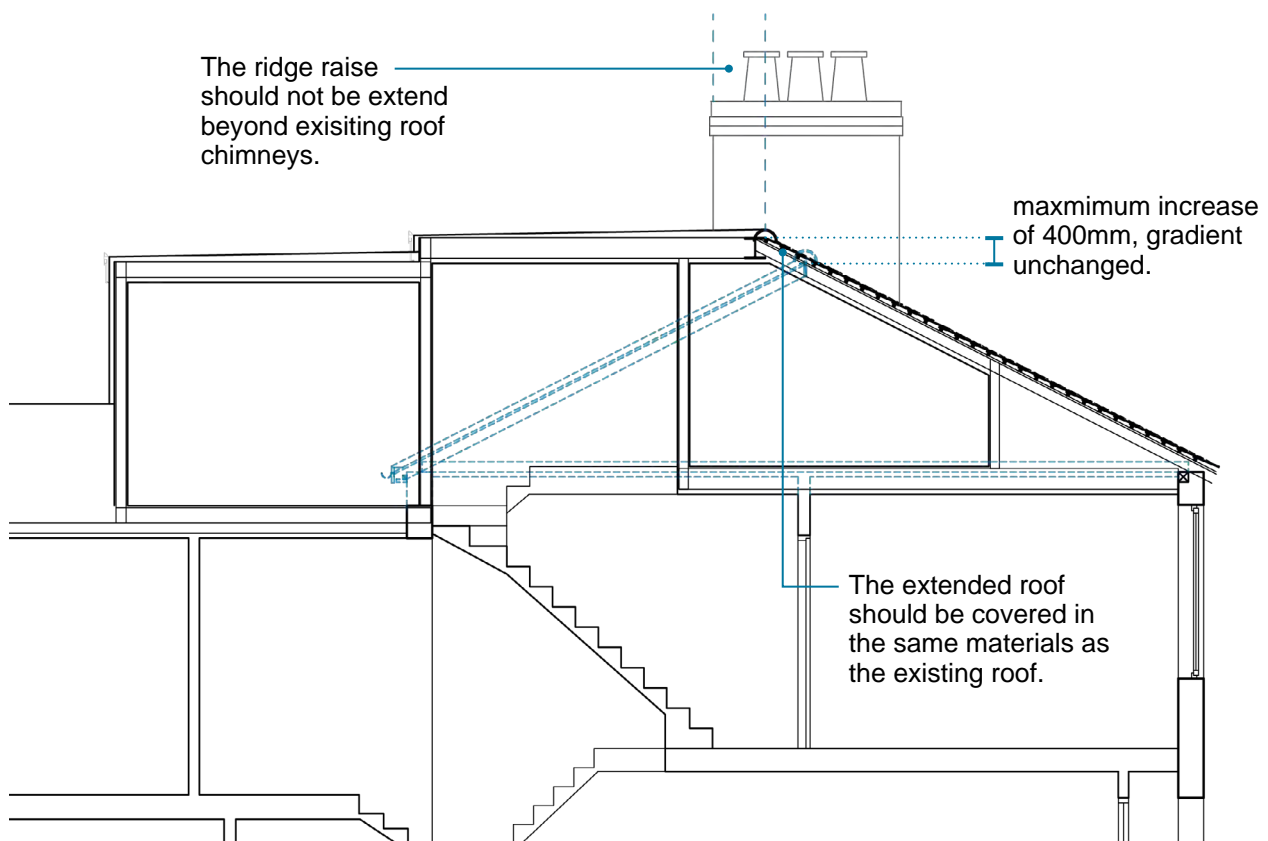 The ridge raise
should not be extend
beyond exisiting roof
chimneys.
maxmimum increase
of 400mm, gradient
unchanged.
The extended roof
should be covered in
the same materials as
the existing roof.